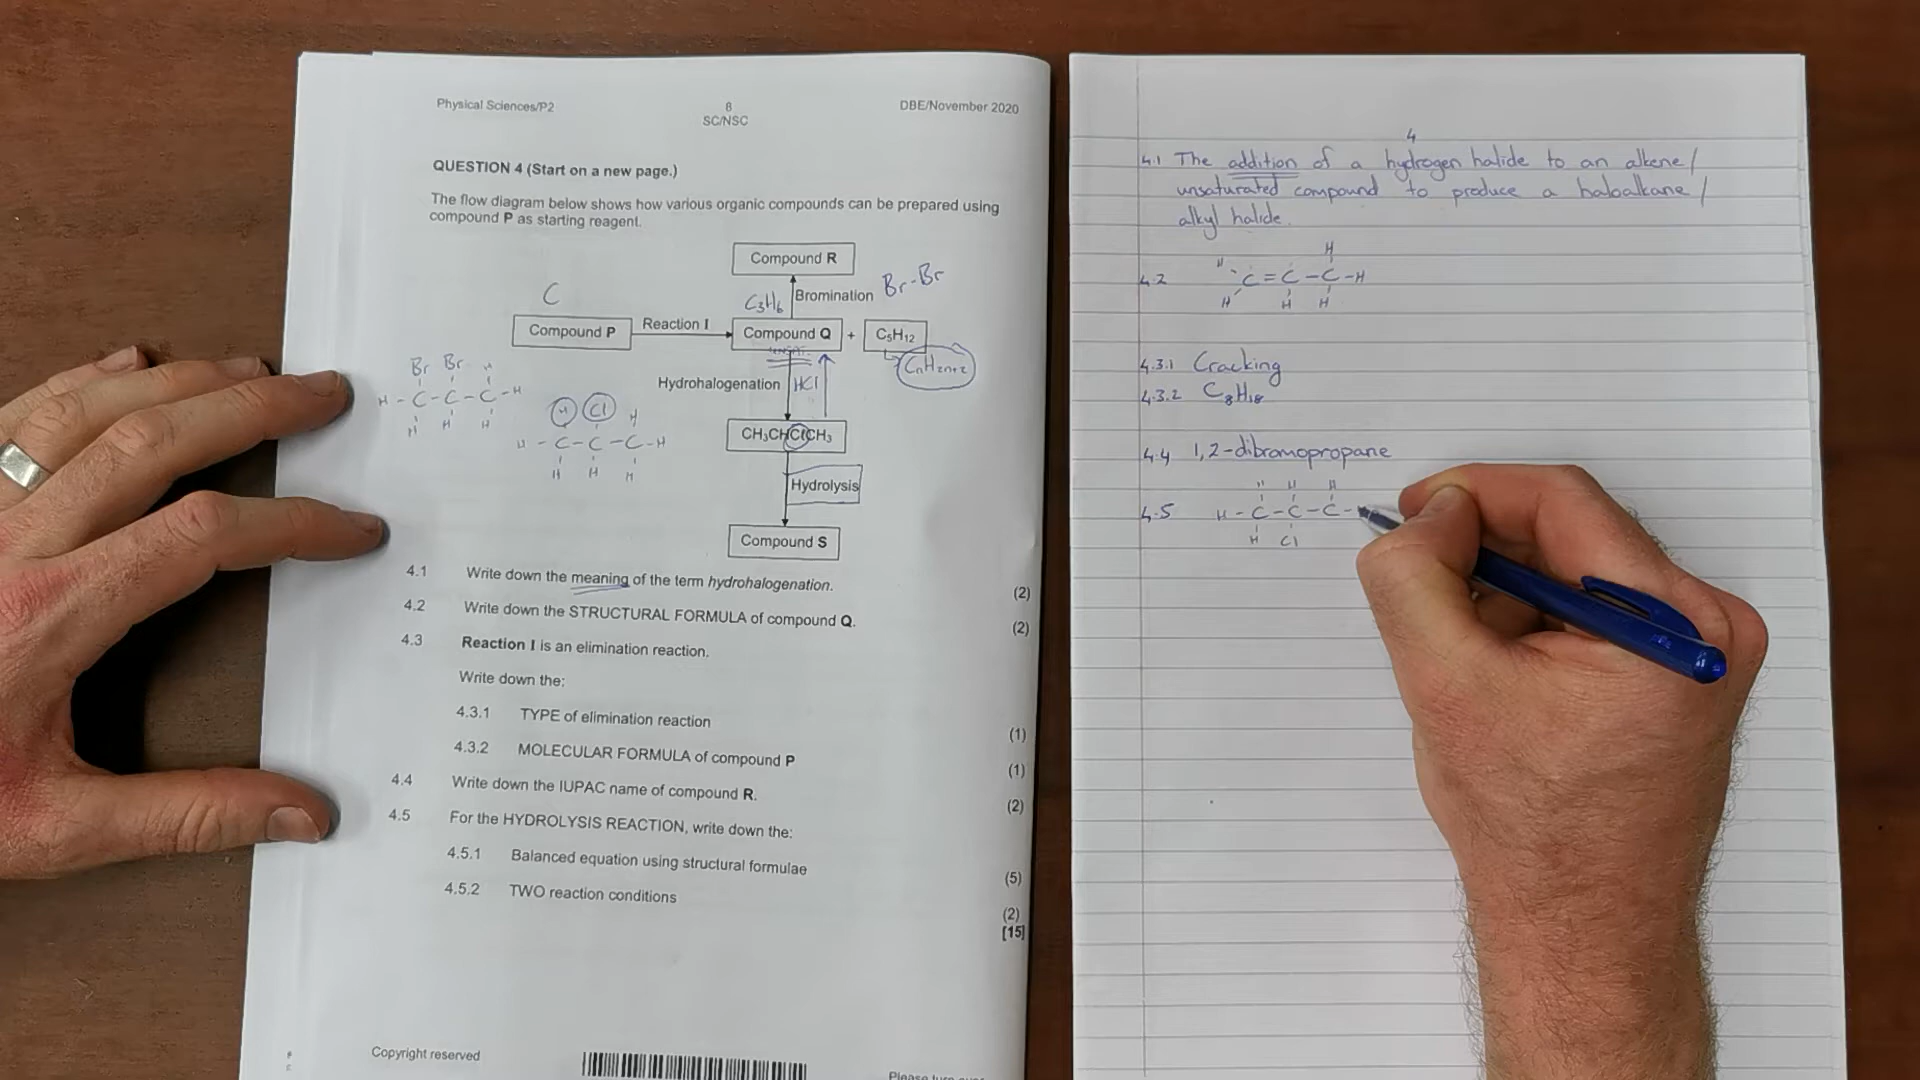 Physical Sciences/P2
8
SC/NSC
DBE/November 2020
QUESTION 4 (Start on a new page.)
The flow diagram below shows how various organic compounds can be prepared using
compound P as starting reagent.
Compound R
Bromination
Br-Br
C
C₃H₆
Compound P
Reaction I
Compound Q
+
C₅H₁₂
CnH2n+2
Hydrohalogenation
HCl
Br Br H
H-C-C-C-H
H H H
H Cl H
H-C-C-C-H
H H H
CH₃CHClCH₃
Hydrolysis
Compound S
4.1 Write down the meaning of the term hydrohalogenation. (2)
4.2 Write down the STRUCTURAL FORMULA of compound Q. (2)
4.3 Reaction I is an elimination reaction.
Write down the:
4.3.1 TYPE of elimination reaction (1)
4.3.2 MOLECULAR FORMULA of compound P (1)
4.4 Write down the IUPAC name of compound R. (2)
4.5 For the HYDROLYSIS REACTION, write down the:
4.5.1 Balanced equation using structural formulae (5)
4.5.2 TWO reaction conditions (2)
[15]
Copyright reserved
4
4.1 The addition of a hydrogen halide to an alkene/
unsaturated compound to produce a haloalkane/
alkyl halide.
H
4.2 H C=C-C-H
H H H
4.3.1 Cracking
4.3.2 C₈H₁₈
4.4 1,2-dibromopropane
H H H
4.5 H-C-C-C-
H Cl